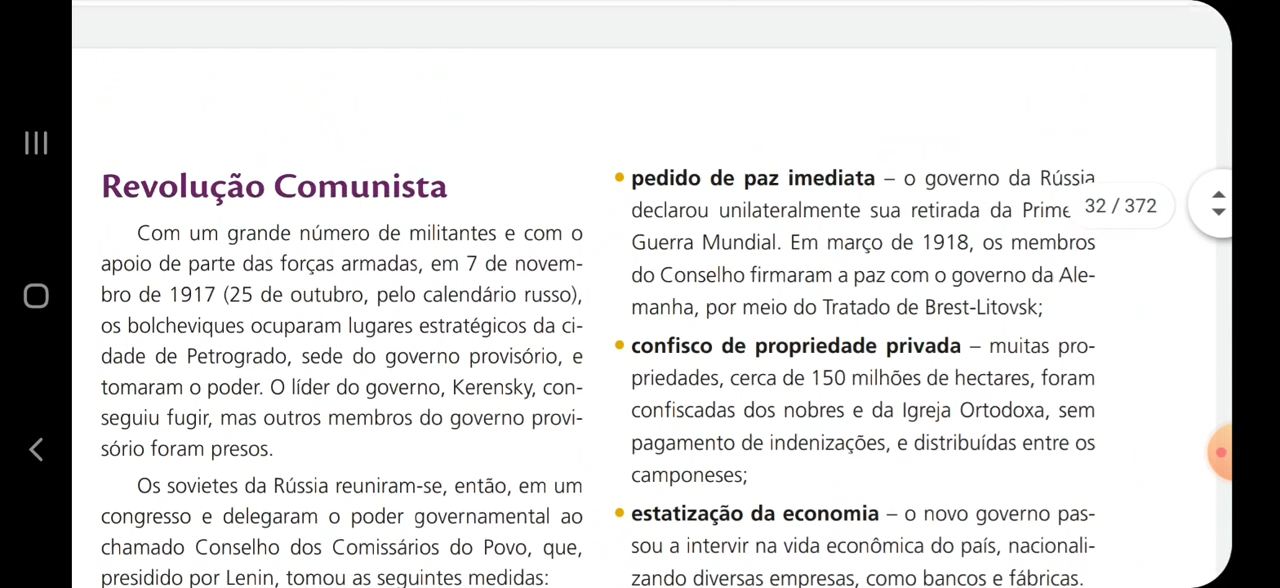 Revolução Comunista
Com um grande número de militantes e com o
apoio de parte das forças armadas, em 7 de novem-
bro de 1917 (25 de outubro, pelo calendário russo),
os bolcheviques ocuparam lugares estratégicos da ci-
dade de Petrogrado, sede do governo provisório, e
tomaram o poder. O líder do governo, Kerensky, con-
seguiu fugir, mas outros membros do governo provi-
sório foram presos.
Os sovietes da Rússia reuniram-se, então, em um
congresso e delegaram o poder governamental ao
chamado Conselho dos Comissários do Povo, que,
presidido por Lenin, tomou as seguintes medidas:
• pedido de paz imediata – o governo da Rússia
declarou unilateralmente sua retirada da Prime
Guerra Mundial. Em março de 1918, os membros
do Conselho firmaram a paz com o governo da Ale-
manha, por meio do Tratado de Brest-Litovsk;
• confisco de propriedade privada – muitas pro-
priedades, cerca de 150 milhões de hectares, foram
confiscadas dos nobres e da Igreja Ortodoxa, sem
pagamento de indenizações, e distribuídas entre os
camponeses;
• estatização da economia – o novo governo pas-
sou a intervir na vida econômica do país, nacionali-
zando diversas empresas, como bancos e fábricas.
32 / 372